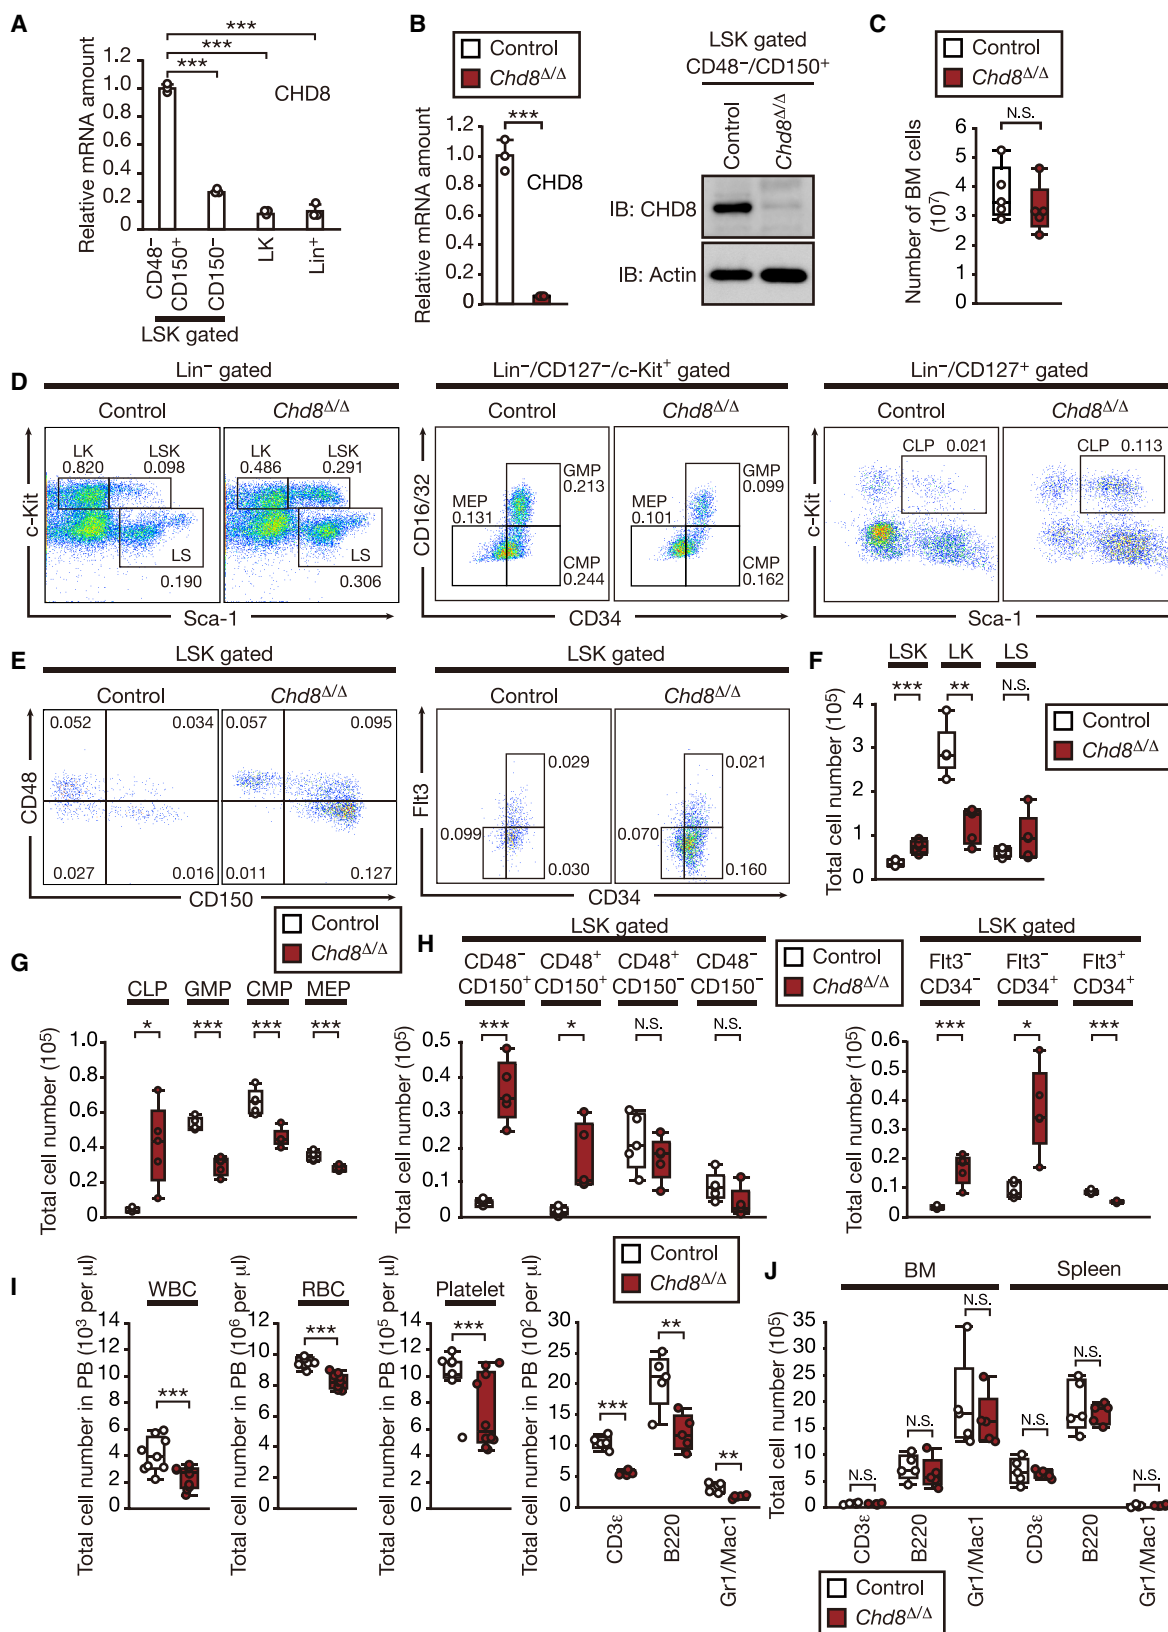 A
Relative mRNA amount
1.2
1.0
0.8
0.6
0.4
0.2
0
***
***
***
CHD8
CD48⁻
CD150⁺
CD150⁻
LK
Lin⁺
LSK gated
B
Control
Chd8Δ/Δ
Relative mRNA amount
1.2
1.0
0.8
0.6
0.4
0.2
0
***
CHD8
LSK gated
CD48⁻/CD150⁺
Control
Chd8Δ/Δ
IB: CHD8
IB: Actin
C
Control
Chd8Δ/Δ
N.S.
Number of BM cells
(10⁷)
6
5
4
3
2
1
0
D
Lin⁻ gated
Control
Chd8Δ/Δ
LK
0.820
LSK
0.098
LS
0.190
LK
0.486
LSK
0.291
LS
0.306
c-Kit
Sca-1
Lin⁻/CD127⁻/c-Kit⁺ gated
Control
Chd8Δ/Δ
GMP
0.213
MEP
0.131
CMP
0.244
GMP
0.099
MEP
0.101
CMP
0.162
CD16/32
CD34
Lin⁻/CD127⁺ gated
Control
Chd8Δ/Δ
CLP 0.021
CLP 0.113
c-Kit
Sca-1
E
LSK gated
Control
Chd8Δ/Δ
0.052
0.034
0.027
0.016
0.057
0.095
0.011
0.127
CD48
CD150
LSK gated
Control
Chd8Δ/Δ
0.029
0.099
0.030
0.021
0.070
0.160
Flt3
CD34
F
LSK
LK
LS
***
**
N.S.
Control
Chd8Δ/Δ
Total cell number (10⁵)
4
3
2
1
0
G
Control
Chd8Δ/Δ
CLP
GMP
CMP
MEP
*
***
***
***
Total cell number (10⁵)
1.0
0.8
0.6
0.4
0.2
0
H
LSK gated
CD48⁻
CD150⁺
CD48⁺
CD150⁺
CD48⁺
CD150⁻
CD48⁻
CD150⁻
***
*
N.S.
N.S.
Total cell number (10⁵)
0.5
0.4
0.3
0.2
0.1
0
Control
Chd8Δ/Δ
LSK gated
Flt3⁻
CD34⁻
Flt3⁻
CD34⁺
Flt3⁺
CD34⁺
***
*
***
Total cell number (10⁵)
0.6
0.5
0.4
0.3
0.2
0.1
0
I
WBC
***
Total cell number in PB (10³ per μl)
14
12
10
8
6
4
2
0
RBC
***
Total cell number in PB (10⁶ per μl)
12
10
8
6
4
2
0
Platelet
***
Total cell number in PB (10⁵ per μl)
14
12
10
8
6
4
2
0
Control
Chd8Δ/Δ
***
**
**
Total cell number in PB (10² per μl)
30
25
20
15
10
5
0
CD3ε
B220
Gr1/Mac1
J
BM
Spleen
N.S.
N.S.
N.S.
N.S.
N.S.
N.S.
Total cell number (10⁵)
35
30
25
20
15
10
5
0
CD3ε
B220
Gr1/Mac1
CD3ε
B220
Gr1/Mac1
Control
Chd8Δ/Δ